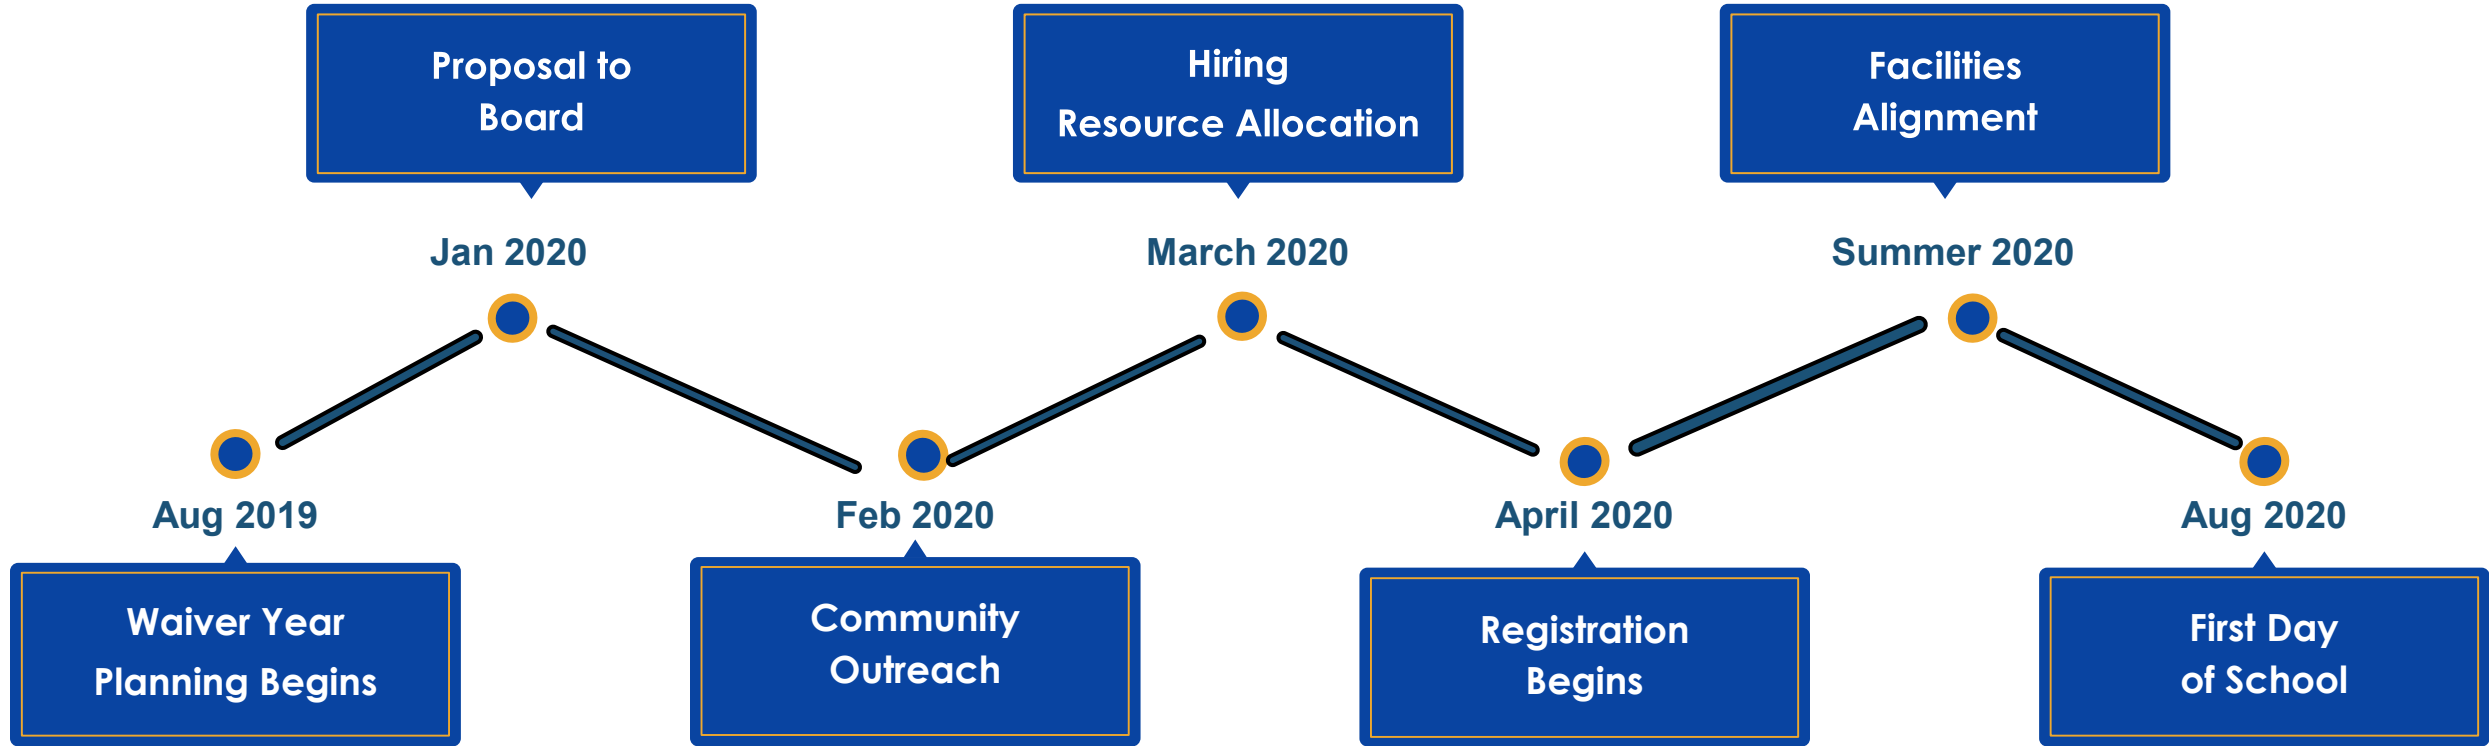 Proposal to
Board
Hiring
Resource Allocation
Facilities
Alignment
Jan 2020
March 2020
Summer 2020
Aug 2019
Feb 2020
April 2020
Aug 2020
Waiver Year
Planning Begins
Community
Outreach
Registration
Begins
First Day
of School